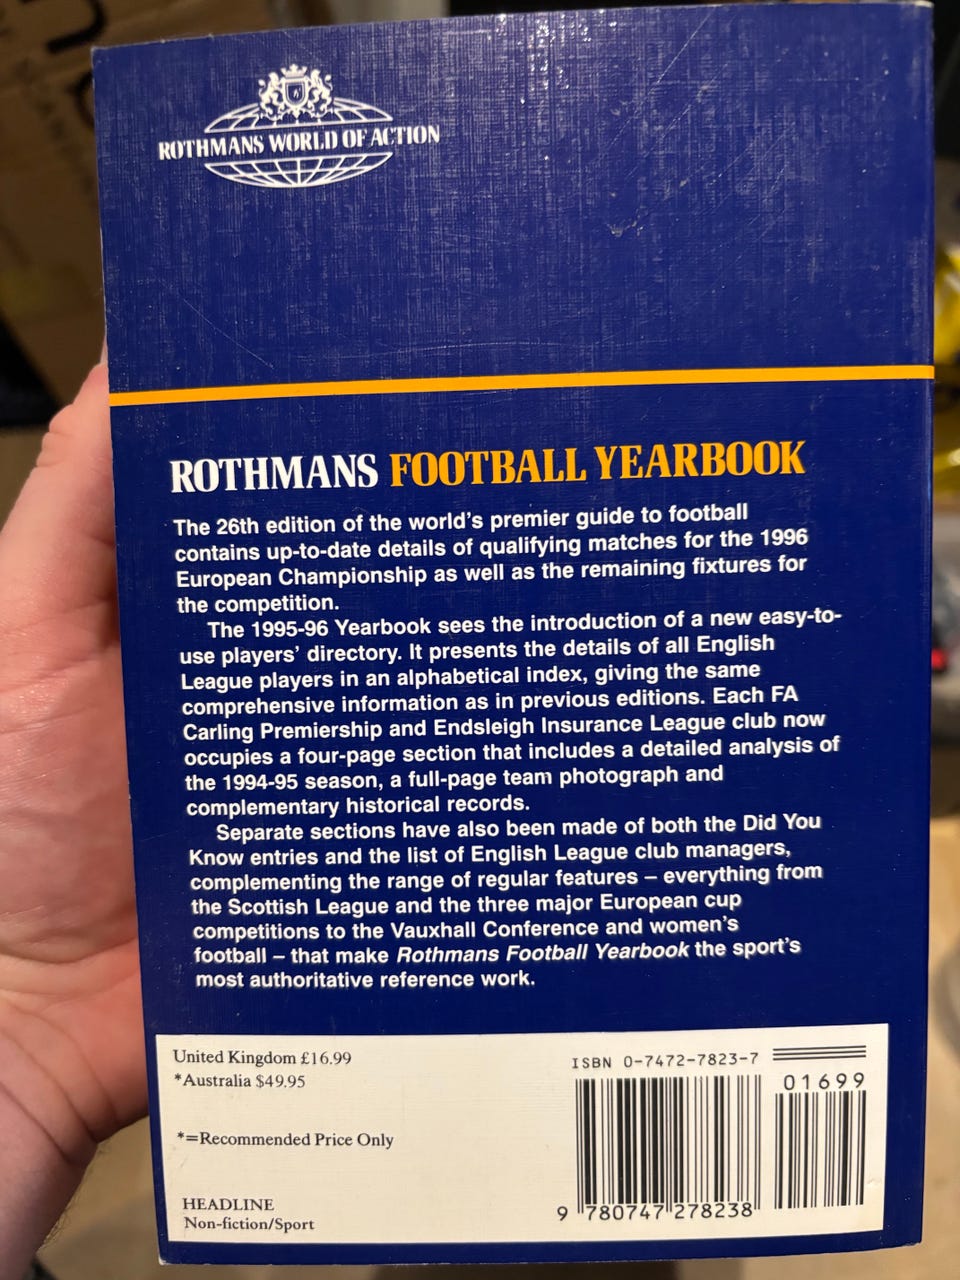 ROTHMANS WORLD OF ACTION
ROTHMANS FOOTBALL YEARBOOK
The 26th edition of the world's premier guide to football
contains up-to-date details of qualifying matches for the 1996
European Championship as well as the remaining fixtures for
the competition.
The 1995-96 Yearbook sees the introduction of a new easy-to-
use players' directory. It presents the details of all English
League players in an alphabetical index, giving the same
comprehensive information as in previous editions. Each FA
Carling Premiership and Endsleigh Insurance League club now
occupies a four-page section that includes a detailed analysis of
the 1994-95 season, a full-page team photograph and
complementary historical records.
Separate sections have also been made of both the Did You
Know entries and the list of English League club managers,
complementing the range of regular features – everything from
the Scottish League and the three major European cup
competitions to the Vauxhall Conference and women's
football – that make Rothmans Football Yearbook the sport's
most authoritative reference work.
United Kingdom £16.99
*Australia $49.95
*=Recommended Price Only
HEADLINE
Non-fiction/Sport
ISBN 0-7472-7823-7
01699
9 780747 278238